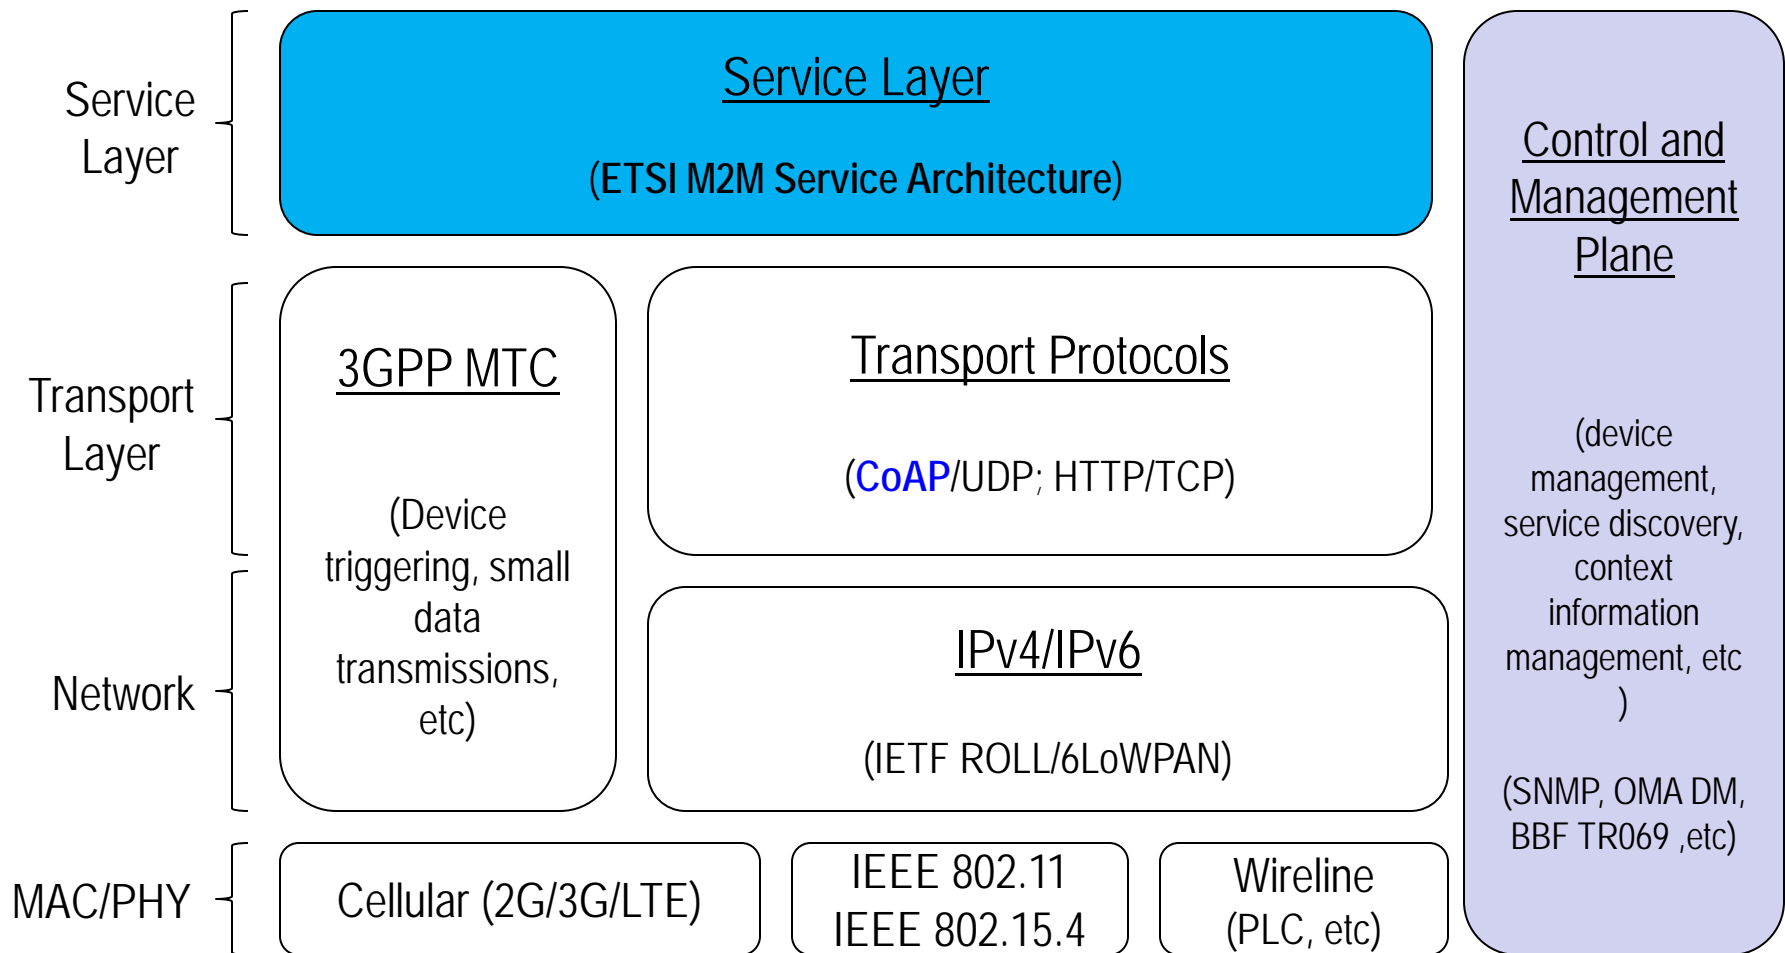 Service
Layer
Service Layer
(ETSI M2M Service Architecture)
Control and
Management
Plane
(device
management,
service discovery,
context
information
management, etc
)
(SNMP, OMA DM,
BBF TR069 ,etc)
Transport
Layer
3GPP MTC
(Device
triggering, small
data
transmissions,
etc)
Transport Protocols
(CoAP/UDP; HTTP/TCP)
Network
IPv4/IPv6
(IETF ROLL/6LoWPAN)
MAC/PHY
Cellular (2G/3G/LTE)
IEEE 802.11
IEEE 802.15.4
Wireline
(PLC, etc)